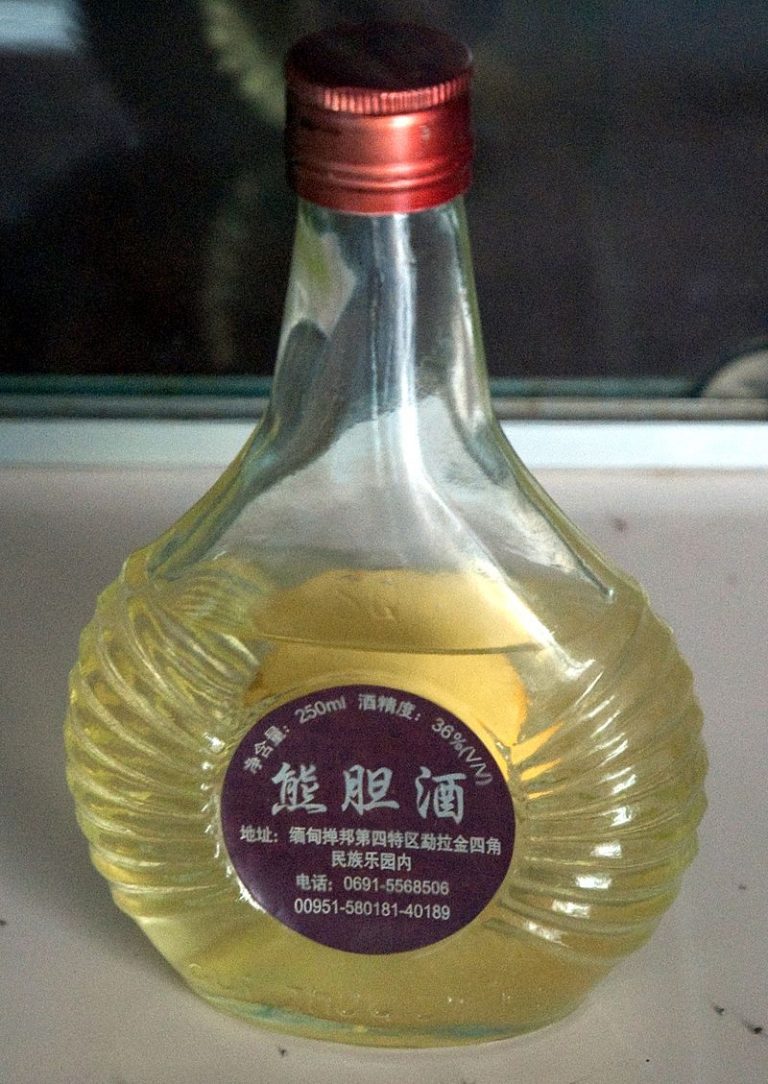 净含量：250ml 酒精度：36%(V/V)
熊胆酒
地址：缅甸掸邦第四特区勐拉金四角
民族乐园内
电话：0691-5568506
00951-580181-40189